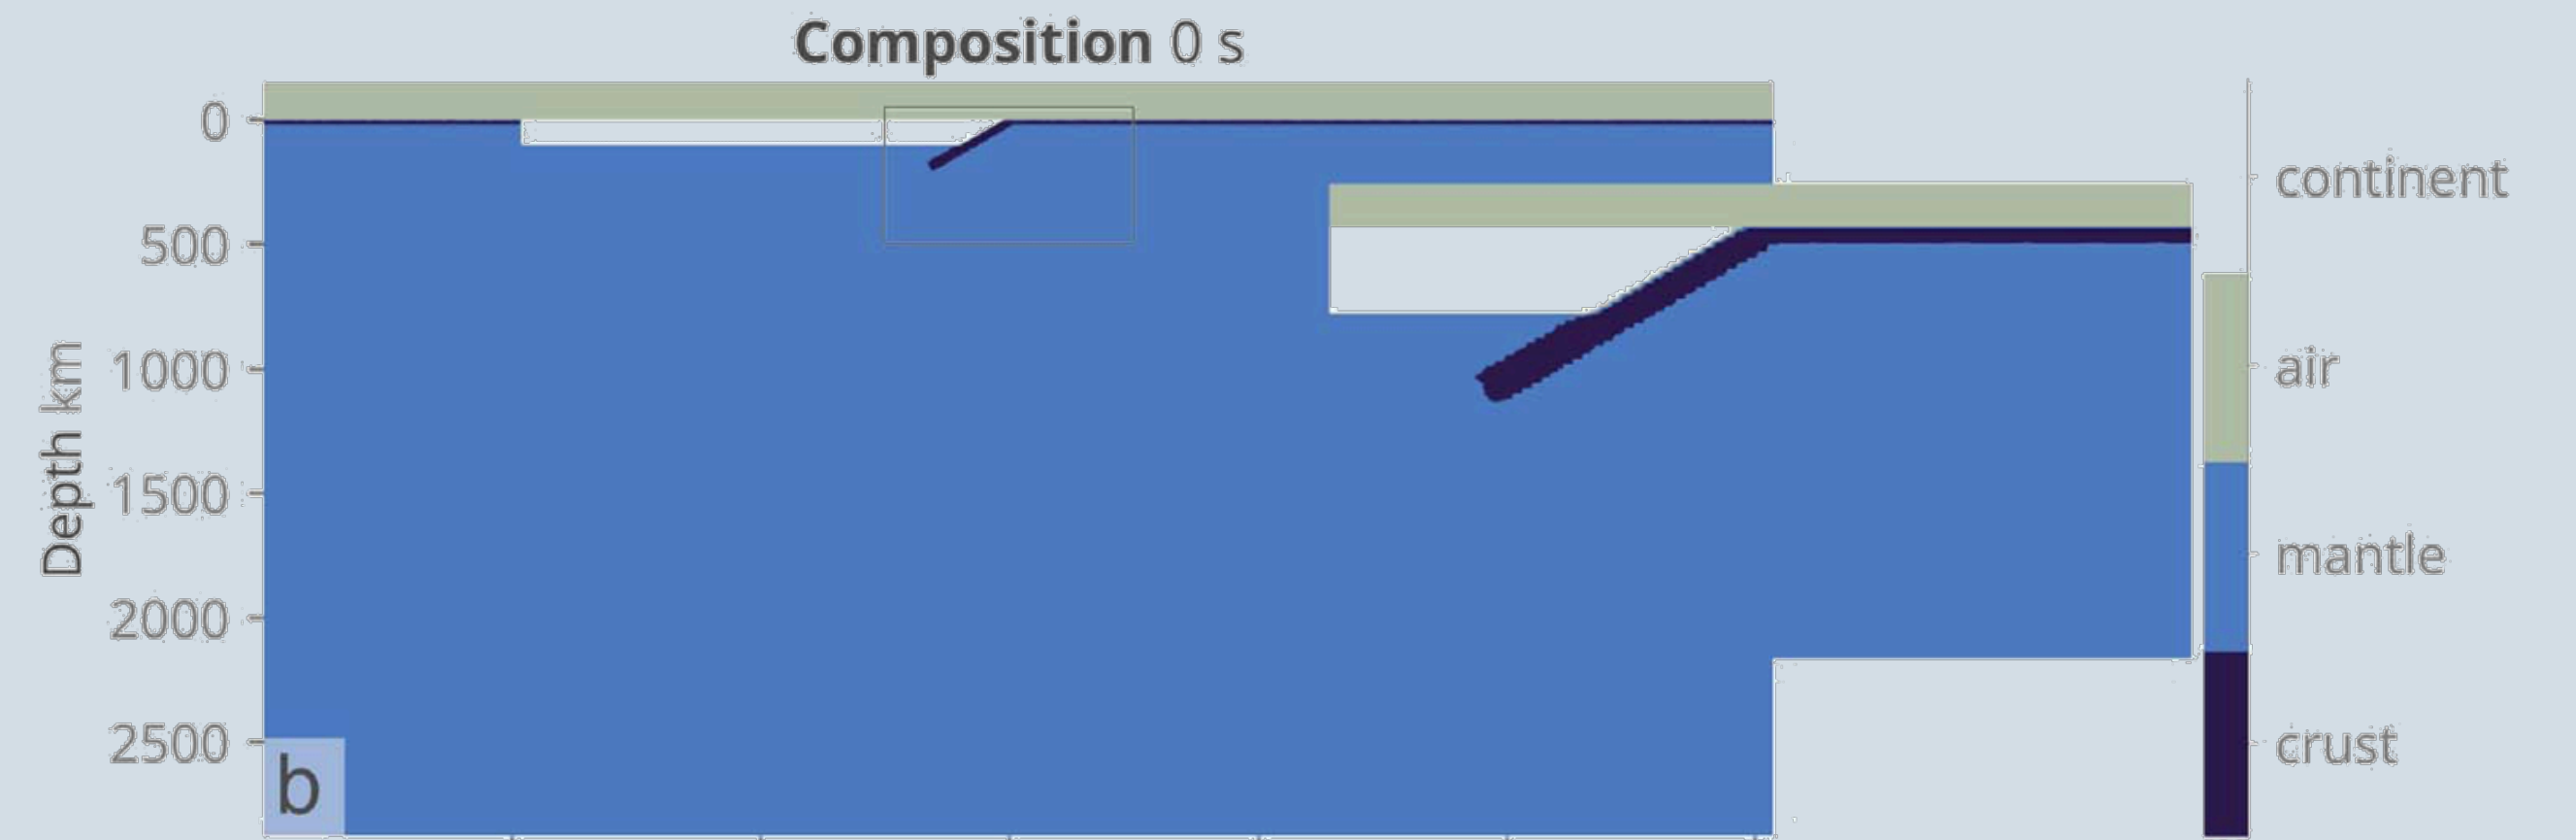 Composition 0 s
0
500
1000
1500
2000
2500
Depth km
b
continent
air
mantle
crust